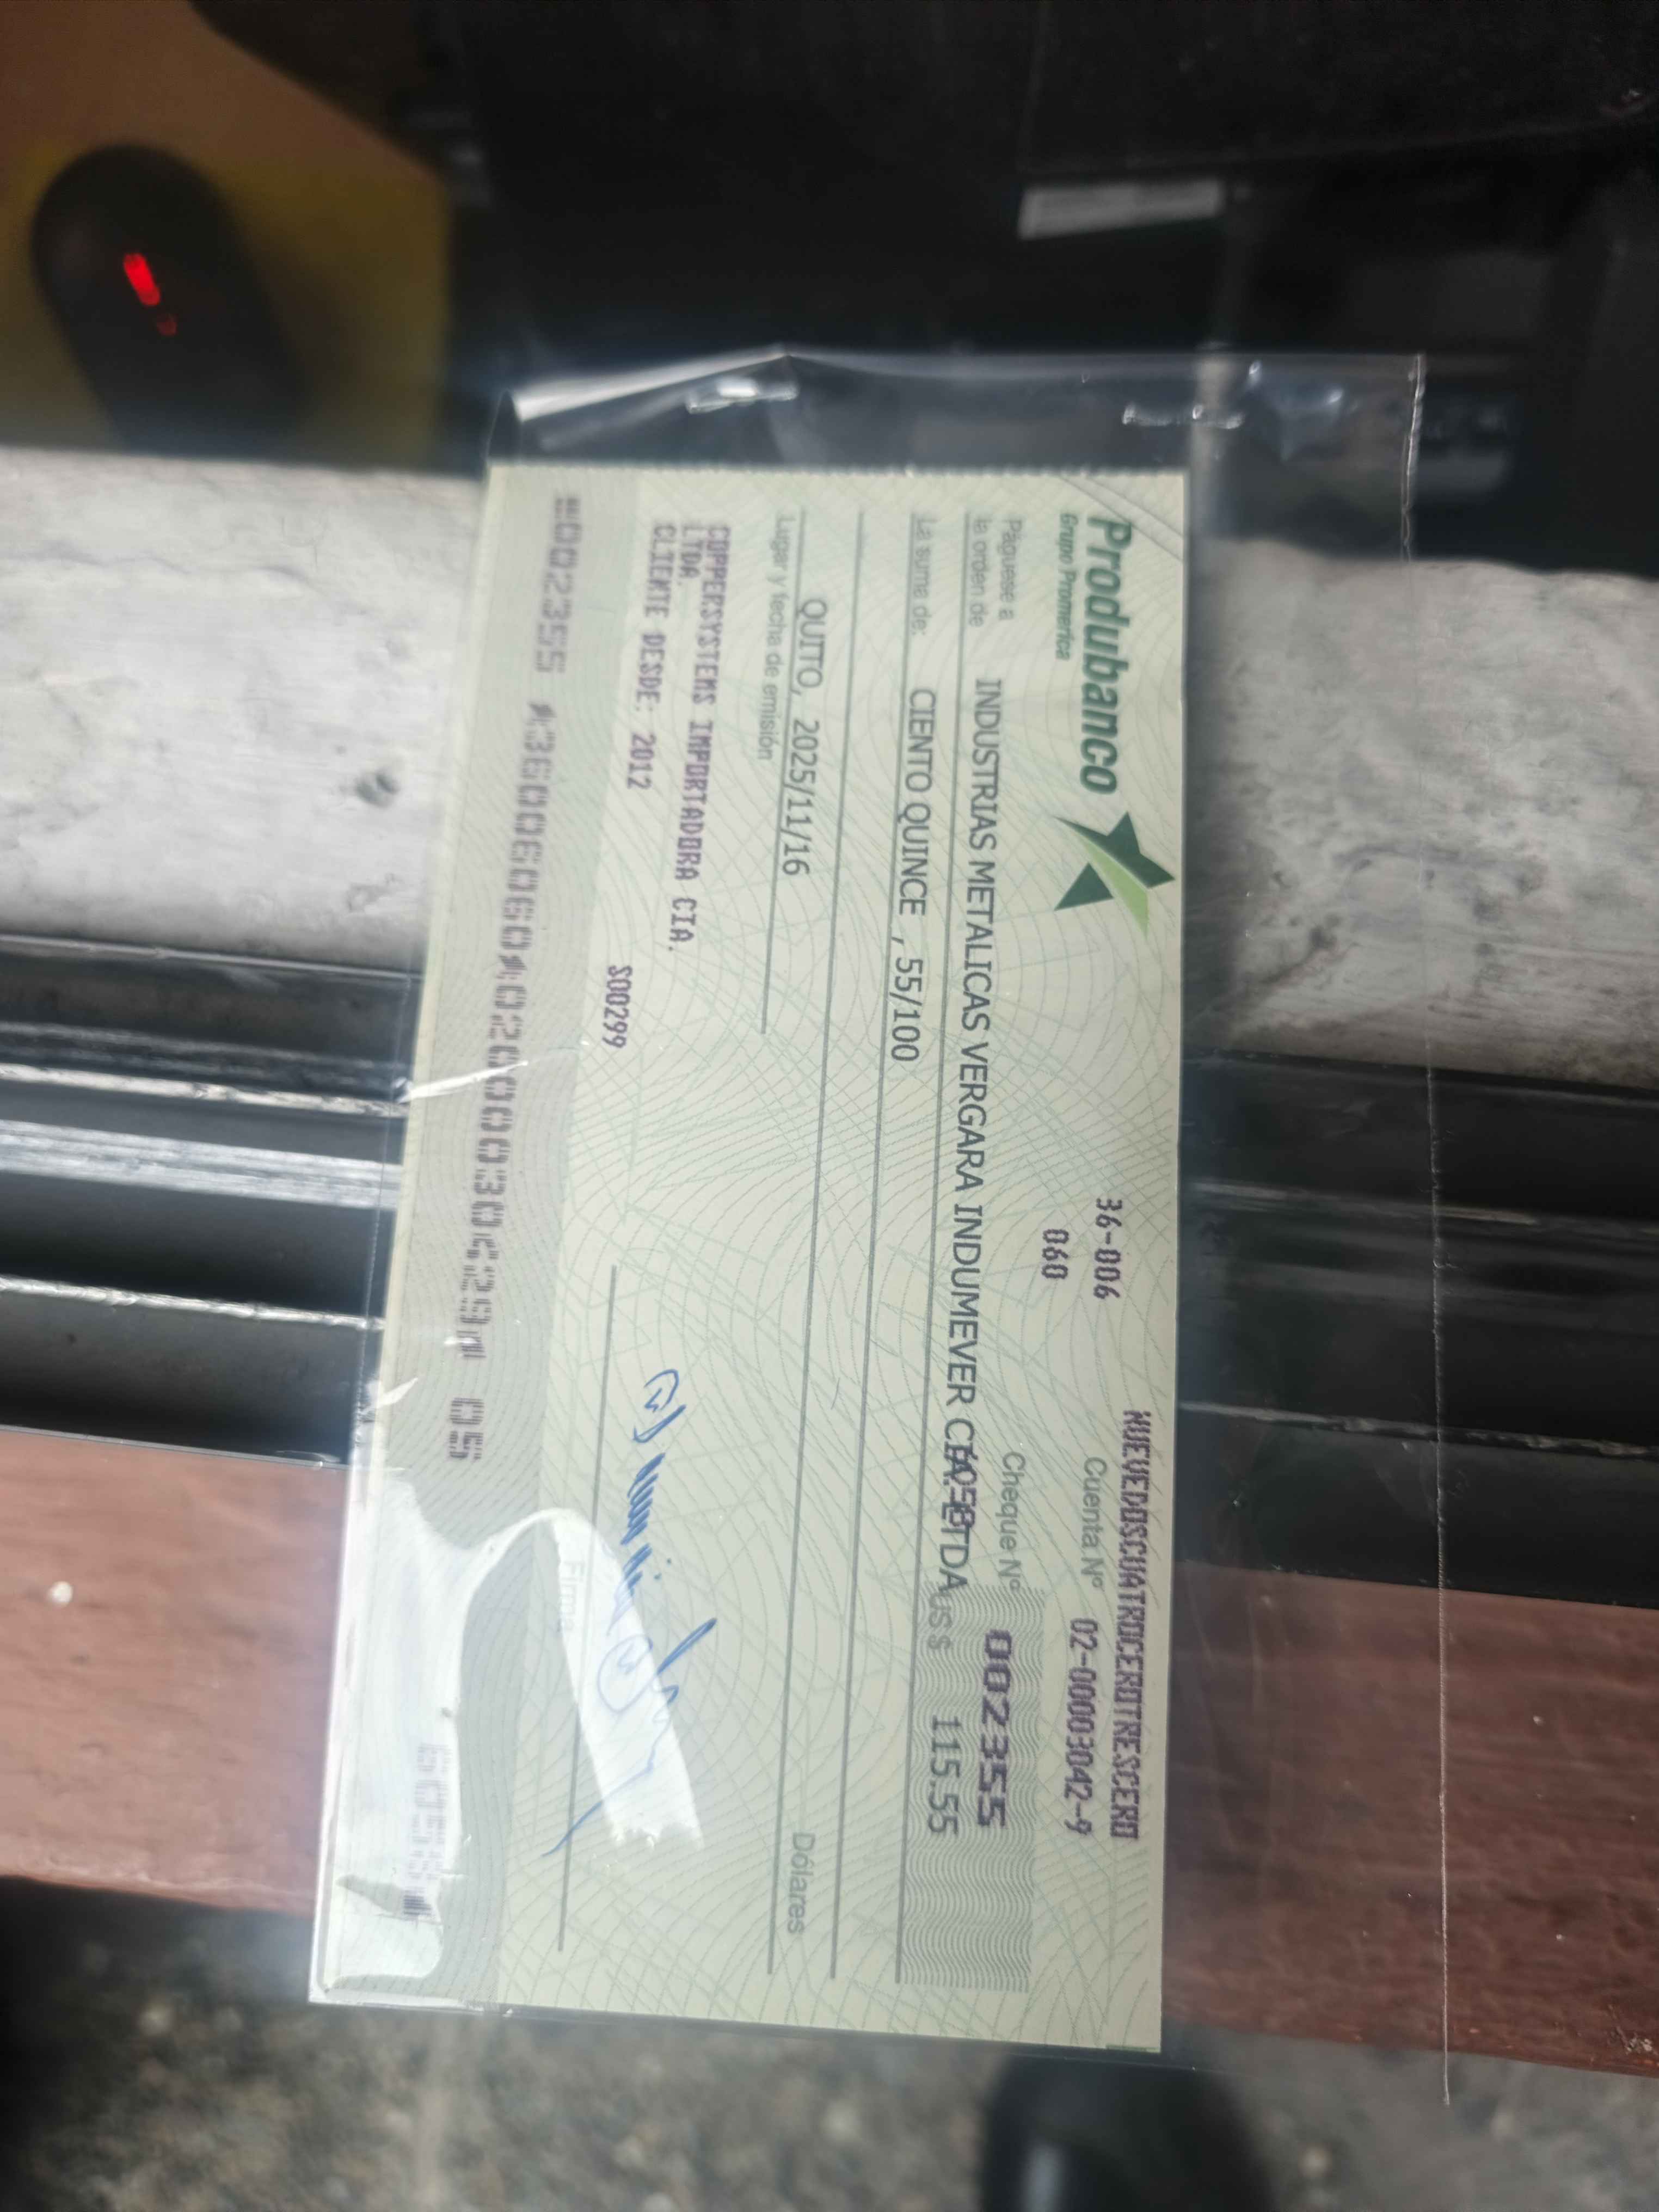 Produbanco
Grupo Promerica
NUEVEDOSCUATROCEROTRESCERO
36-006
060
Cuenta Nº 02-00003042-9
Cheque Nº 002355
Páguese a
la orden de INDUSTRIAS METALICAS VERGARA INDUMEVER CIA. LTDA US $ 115.55
La suma de: CIENTO QUINCE , 55/100
Dólares
QUITO, 2025/11/16
Lugar y fecha de emisión
COPPERSYSTEMS IMPORTADORA CIA.
LTDA.
CLIENTE DESDE: 2012
S00299
Firma